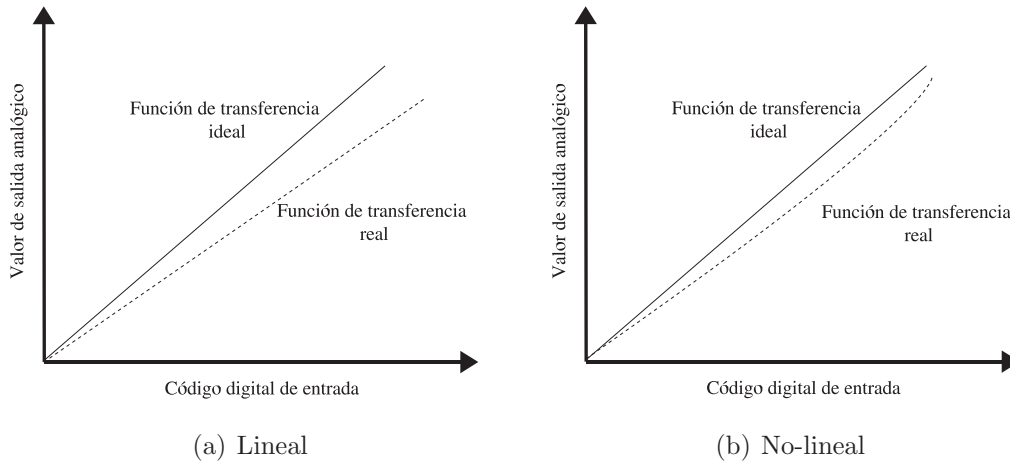 Valor de salida analógico
Función de transferencia
ideal
Función de transferencia
real
Código digital de entrada
(a) Lineal
Valor de salida analógico
Función de transferencia
ideal
Función de transferencia
real
Código digital de entrada
(b) No-lineal